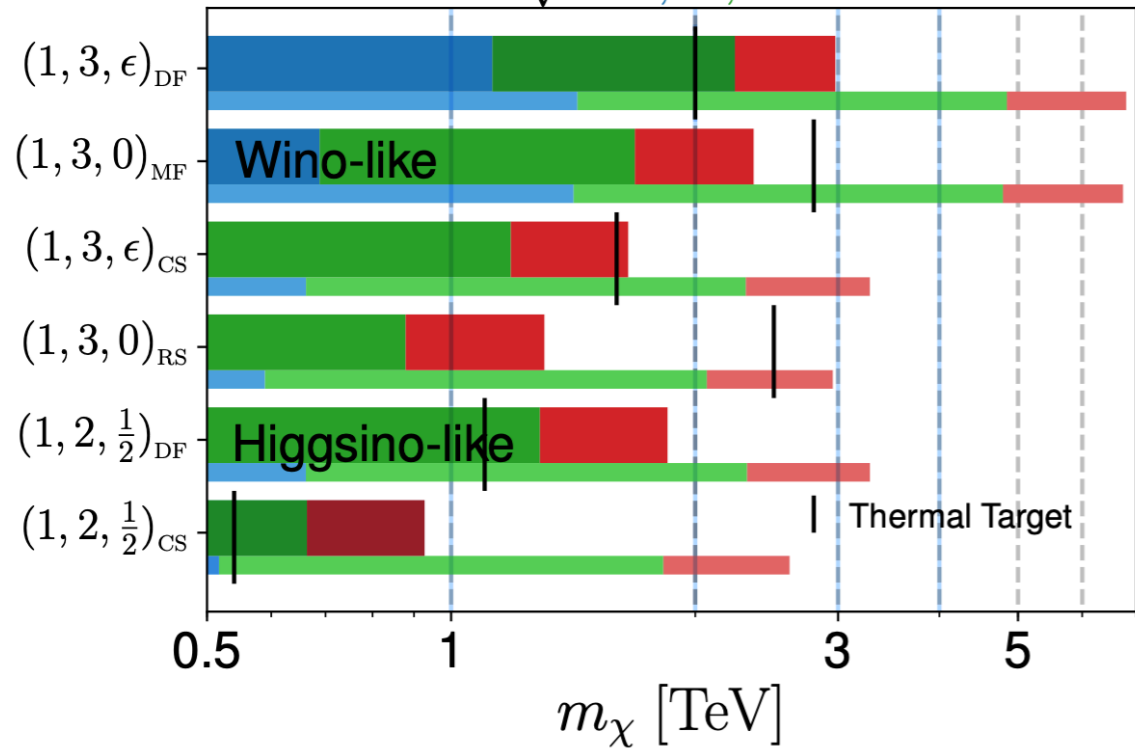 (1, 3, ϵ)DF
(1, 3, 0)MF
Wino-like
(1, 3, ϵ)CS
(1, 3, 0)RS
(1, 2, 1/2)DF
Higgsino-like
(1, 2, 1/2)CS
Thermal Target
0.5 1 3 5
mχ [TeV]